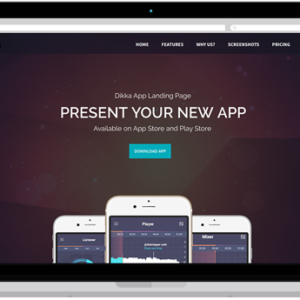 HOME FEATURES WHY US? SCREENSHOTS PRICING
Dikka App Landing Page
PRESENT YOUR NEW APP
Available on App Store and Play Store
DOWNLOAD APP
Listener
Player
Mixer